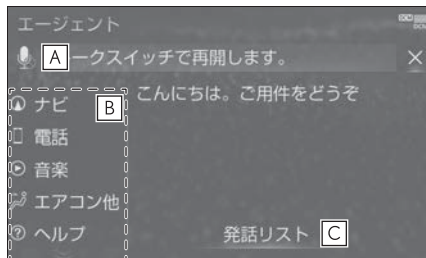 エージェント
DCM
A ークスイッチで再開します。
B
こんにちは。ご用件をどうぞ
ナビ
電話
音楽
エアコン他
ヘルプ
発話リスト C